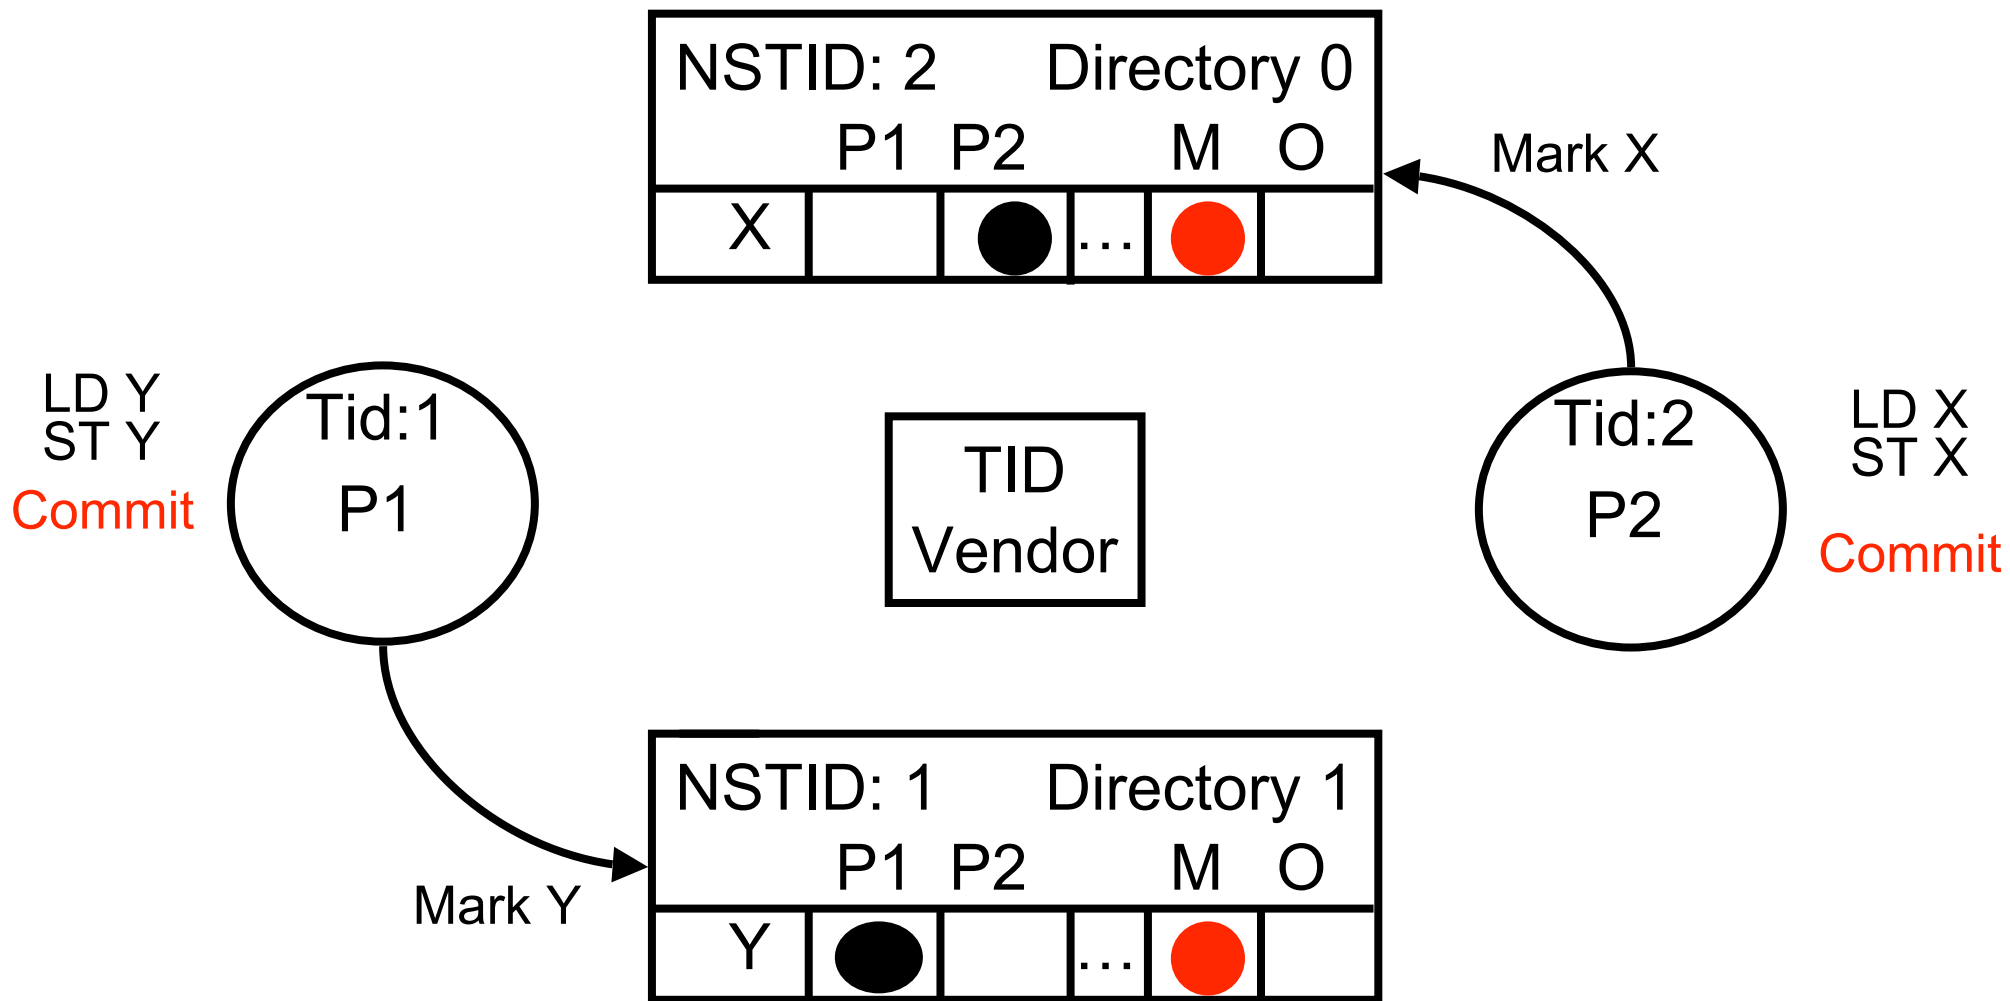 NSTID: 2 Directory 0
P1 P2 M O
X ...
Mark X
LD Y
ST Y
Commit
Tid:1
P1
TID
Vendor
Tid:2
P2
LD X
ST X
Commit
NSTID: 1 Directory 1
P1 P2 M O
Y ...
Mark Y